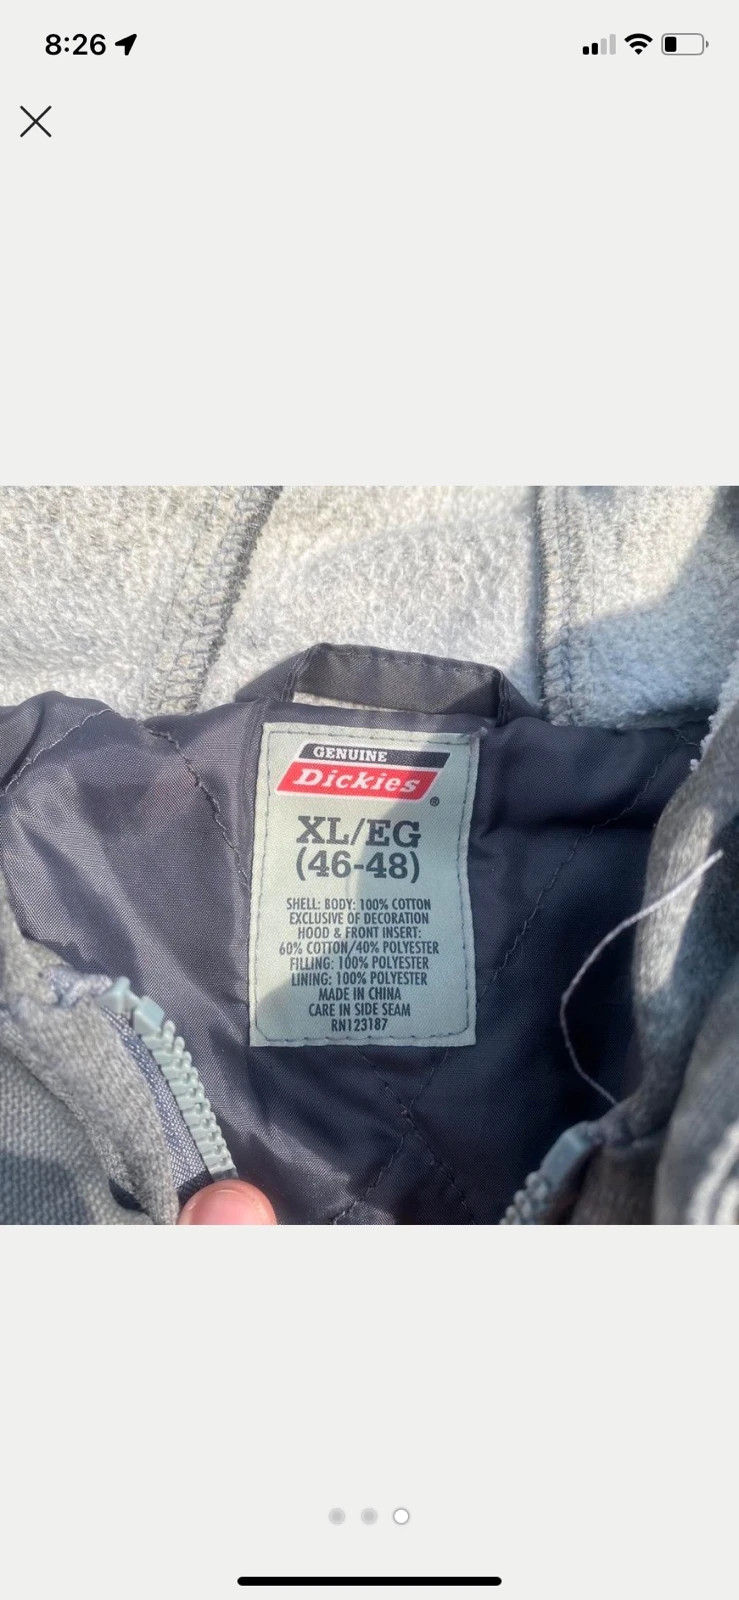 8:26
GENUINE
Dickies®
XL/EG
(46-48)
SHELL: BODY: 100% COTTON
EXCLUSIVE OF DECORATION
HOOD & FRONT INSERT:
60% COTTON/40% POLYESTER
FILLING: 100% POLYESTER
LINING: 100% POLYESTER
MADE IN CHINA
CARE IN SIDE SEAM
RN123187